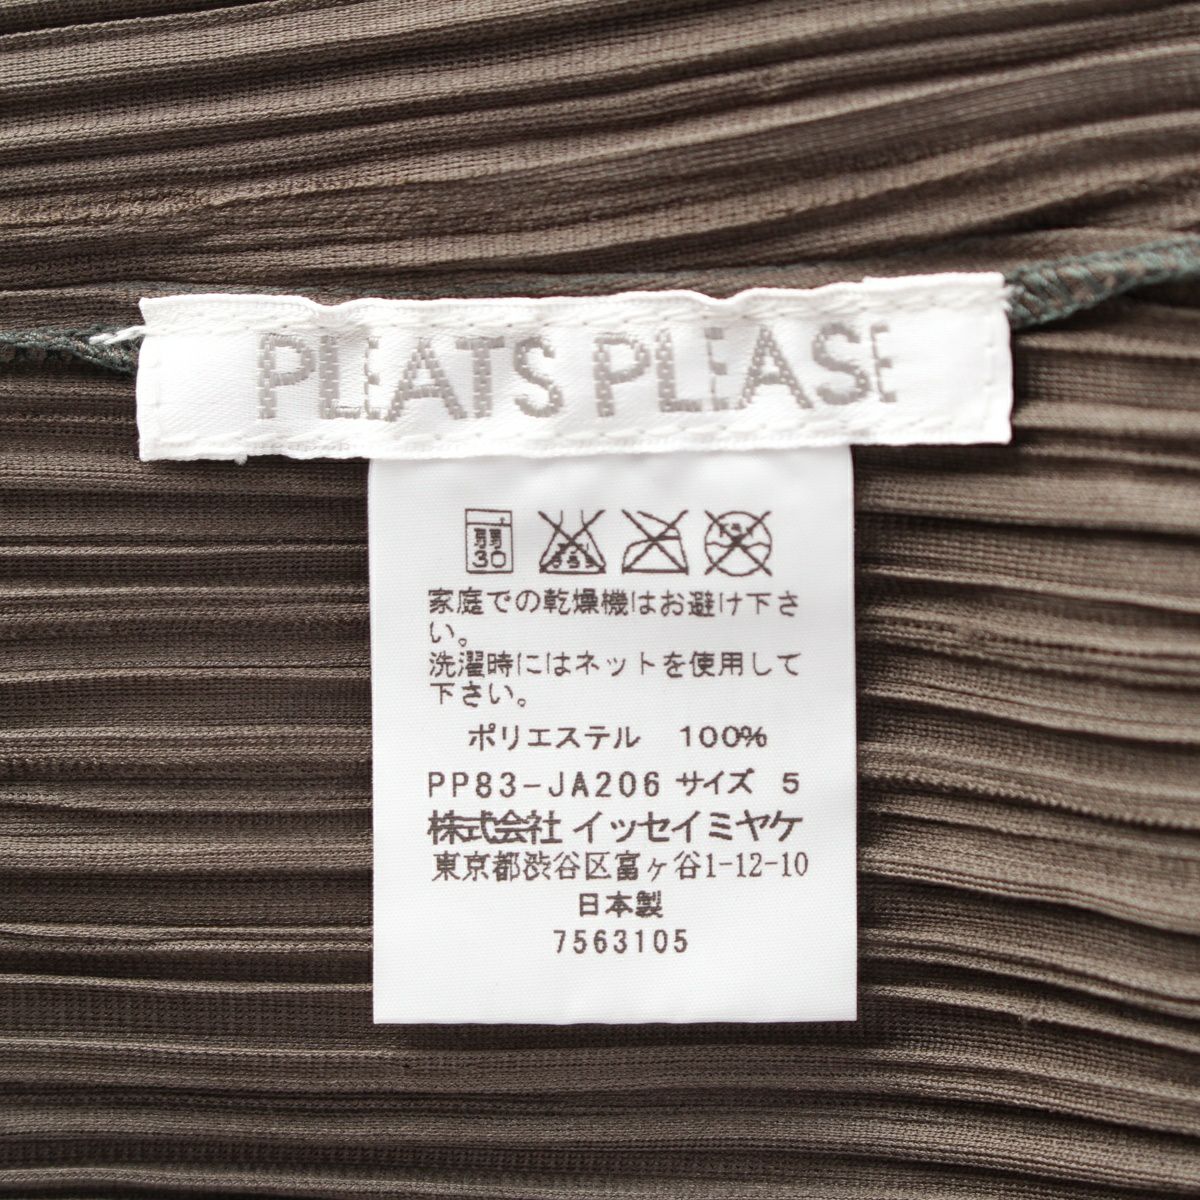 PLEATS PLEASE
弱
30
家庭での乾燥機はお避け下さ
い。
洗濯時にはネットを使用して
下さい。
ポリエステル 100%
PP83-JA206 サイズ 5
株式会社 イッセイミヤケ
東京都渋谷区富ヶ谷1-12-10
日本製
7563105